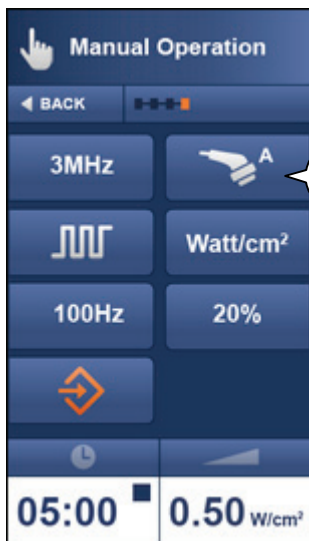 Manual Operation
BACK
3MHz
A
Watt/cm²
100Hz
20%
05:00
0.50 W/cm²